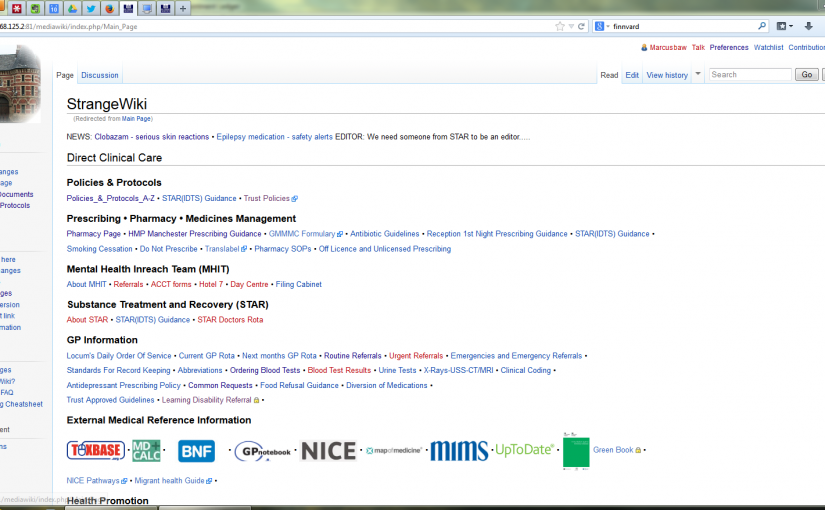 68.125.2:81/mediawiki/index.php/Main_Page
finnvard
Marcusbaw Talk Preferences Watchlist Contribution
Page Discussion Read Edit View history Search Go
StrangeWiki
(Redirected from Main Page)
NEWS: Clobazam - serious skin reactions • Epilepsy medication - safety alerts EDITOR: We need someone from STAR to be an editor.....
Direct Clinical Care
Policies & Protocols
Policies_&_Protocols_A-Z • STAR(IDTS) Guidance • Trust Policies
Prescribing • Pharmacy • Medicines Management
Pharmacy Page • HMP Manchester Prescribing Guidance • GMMMC Formulary • Antibiotic Guidelines • Reception 1st Night Prescribing Guidance • STAR(IDTS) Guidance •
Smoking Cessation • Do Not Prescribe • Translabel • Pharmacy SOPs • Off Licence and Unlicensed Prescribing
Mental Health Inreach Team (MHIT)
About MHIT • Referrals • ACCT forms • Hotel 7 • Day Centre • Filing Cabinet
Substance Treatment and Recovery (STAR)
About STAR • STAR(IDTS) Guidance • STAR Doctors Rota
GP Information
Locum's Daily Order Of Service • Current GP Rota • Next months GP Rota • Routine Referrals • Urgent Referrals • Emergencies and Emergency Referrals •
Standards For Record Keeping • Abbreviations • Ordering Blood Tests • Blood Test Results • Urine Tests • X-Rays-USS-CT/MRI • Clinical Coding •
Antidepressant Prescribing Policy • Common Requests • Food Refusal Guidance • Diversion of Medications •
Trust Approved Guidelines • Learning Disability Referral •
External Medical Reference Information
TOXBASE • MD+CALC • BNF • GPnotebook • NICE • mapofmedicine • mims • UpToDate • Green Book •
NICE Pathways • Migrant health Guide •
Health Promotion
anges
age
Documents
Protocols
here
anges
ges
ersion
t link
mation
ges
Wiki?
FAQ
g Cheatsheet
ent
ns
/mediawiki/index.php